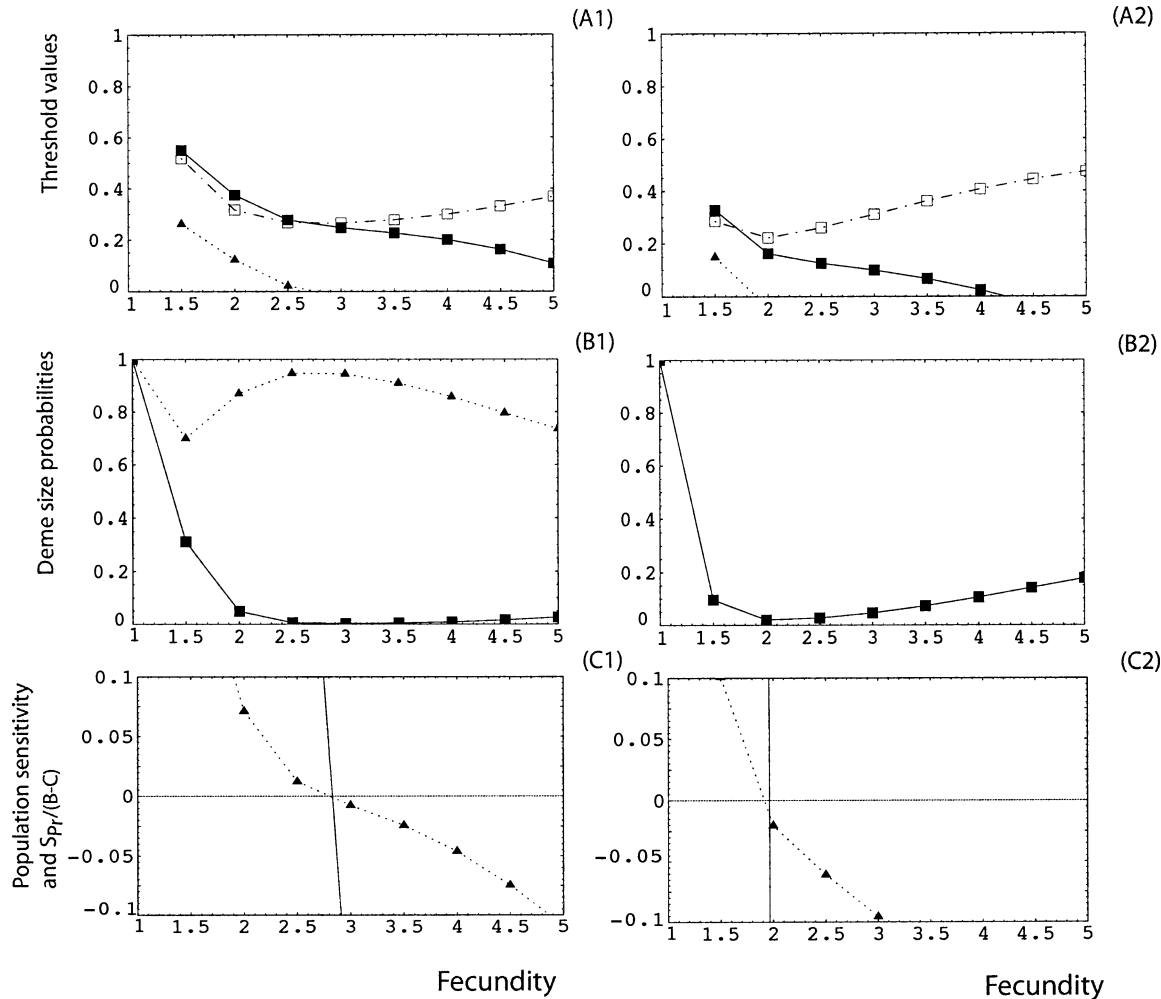 (A1)
(A2)
Threshold values
1
0.8
0.6
0.4
0.2
0
1 1.5 2 2.5 3 3.5 4 4.5 5
1
0.8
0.6
0.4
0.2
0
1 1.5 2 2.5 3 3.5 4 4.5 5
(B1)
(B2)
Deme size probabilities
1
0.8
0.6
0.4
0.2
0
1 1.5 2 2.5 3 3.5 4 4.5 5
1
0.8
0.6
0.4
0.2
0
1 1.5 2 2.5 3 3.5 4 4.5 5
(C1)
(C2)
Population sensitivity
and S_Pr/(B-C)
0.1
0.05
0
-0.05
-0.1
1 1.5 2 2.5 3 3.5 4 4.5 5
0.1
0.05
0
-0.05
-0.1
1 1.5 2 2.5 3 3.5 4 4.5 5
Fecundity
Fecundity